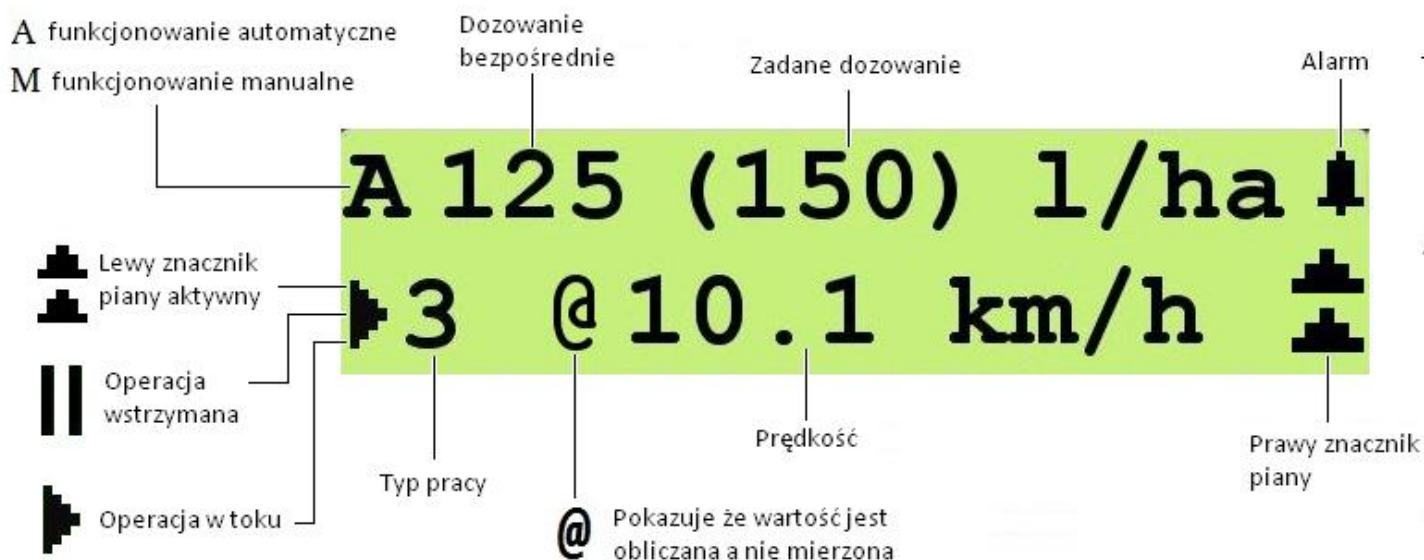 A funkcjonowanie automatyczne
M funkcjonowanie manualne
Dozowanie
bezpośrednie
Zadane dozowanie
Alarm
A 125 (150) l/ha
3 @ 10.1 km/h
Lewy znacznik
piany aktywny
Operacja
wstrzymana
Operacja w toku
Typ pracy
@ Pokazuje że wartość jest
obliczana a nie mierzona
Prędkość
Prawy znacznik
piany